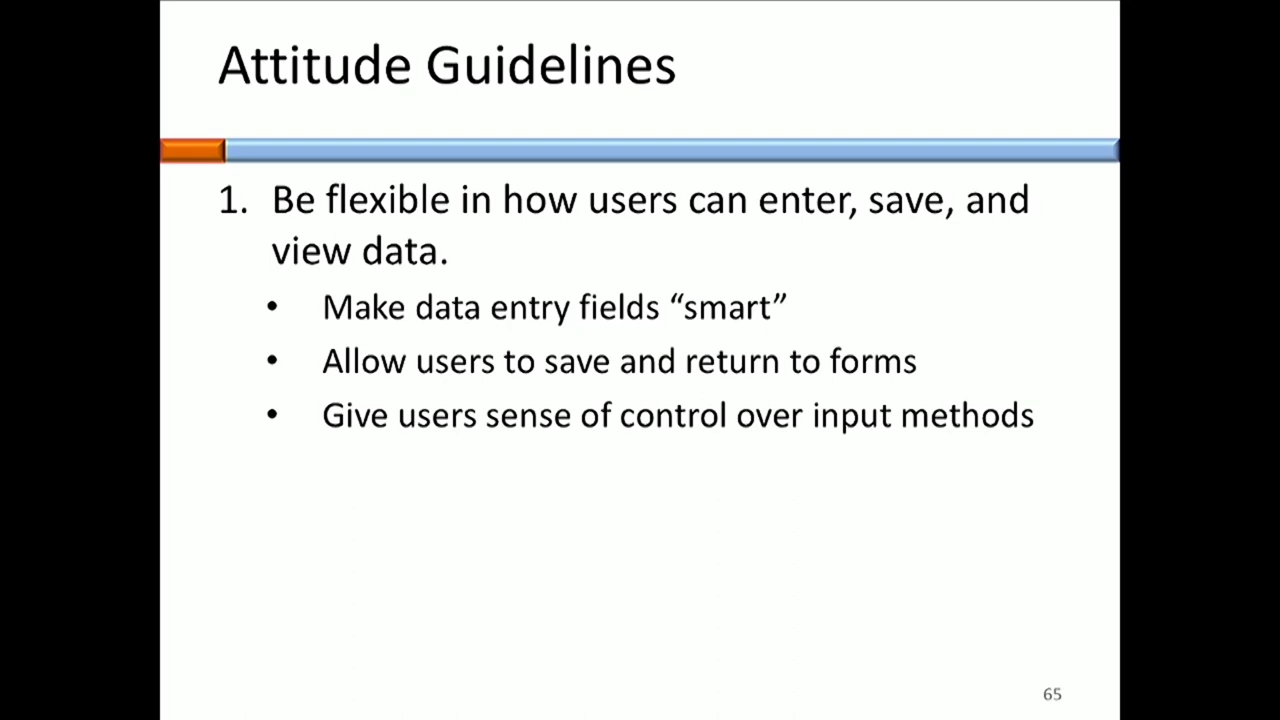 Attitude Guidelines
1. Be flexible in how users can enter, save, and
view data.
• Make data entry fields “smart”
• Allow users to save and return to forms
• Give users sense of control over input methods
65